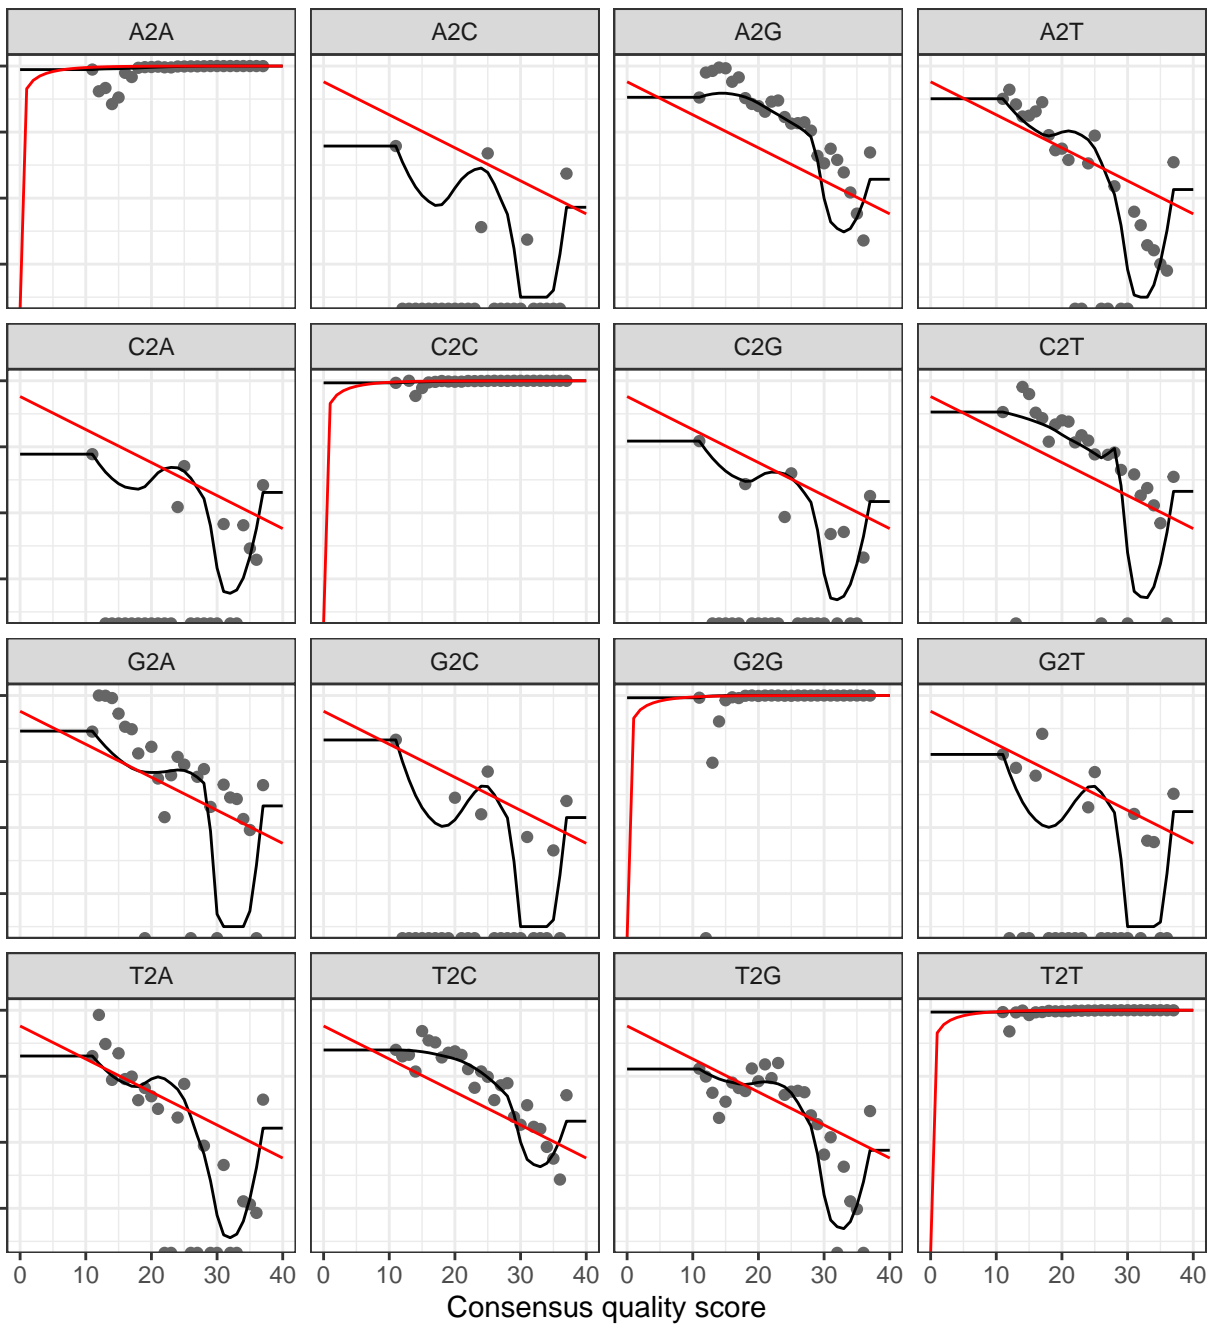 A2A A2C A2G A2T
C2A C2C C2G C2T
G2A G2C G2G G2T
T2A T2C T2G T2T
0 10 20 30 40 0 10 20 30 40 0 10 20 30 40 0 10 20 30 40
Consensus quality score